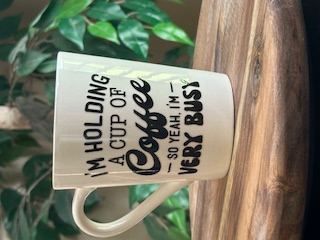 I'M HOLDING
A CUP OF
Coffee
— SO YEAH, I'M —
VERY BUSY